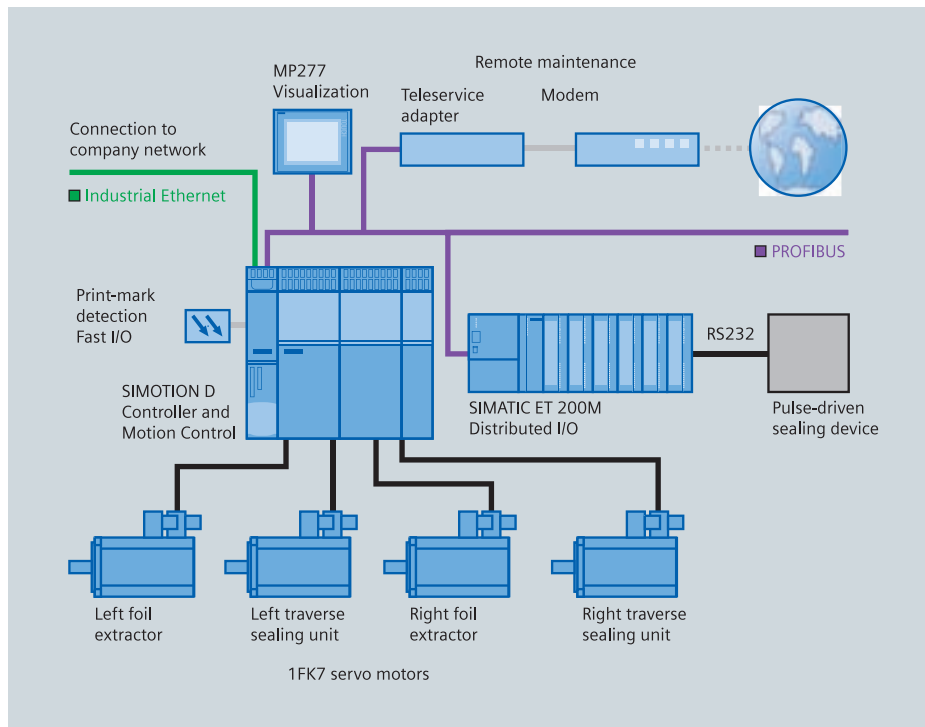 MP277
Visualization
Remote maintenance
Teleservice
adapter
Modem
Connection to
company network
Industrial Ethernet
PROFIBUS
Print-mark
detection
Fast I/O
RS232
SIMOTION D
Controller and
Motion Control
SIMATIC ET 200M
Distributed I/O
Pulse-driven
sealing device
Left foil
extractor
Left traverse
sealing unit
Right foil
extractor
Right traverse
sealing unit
1FK7 servo motors